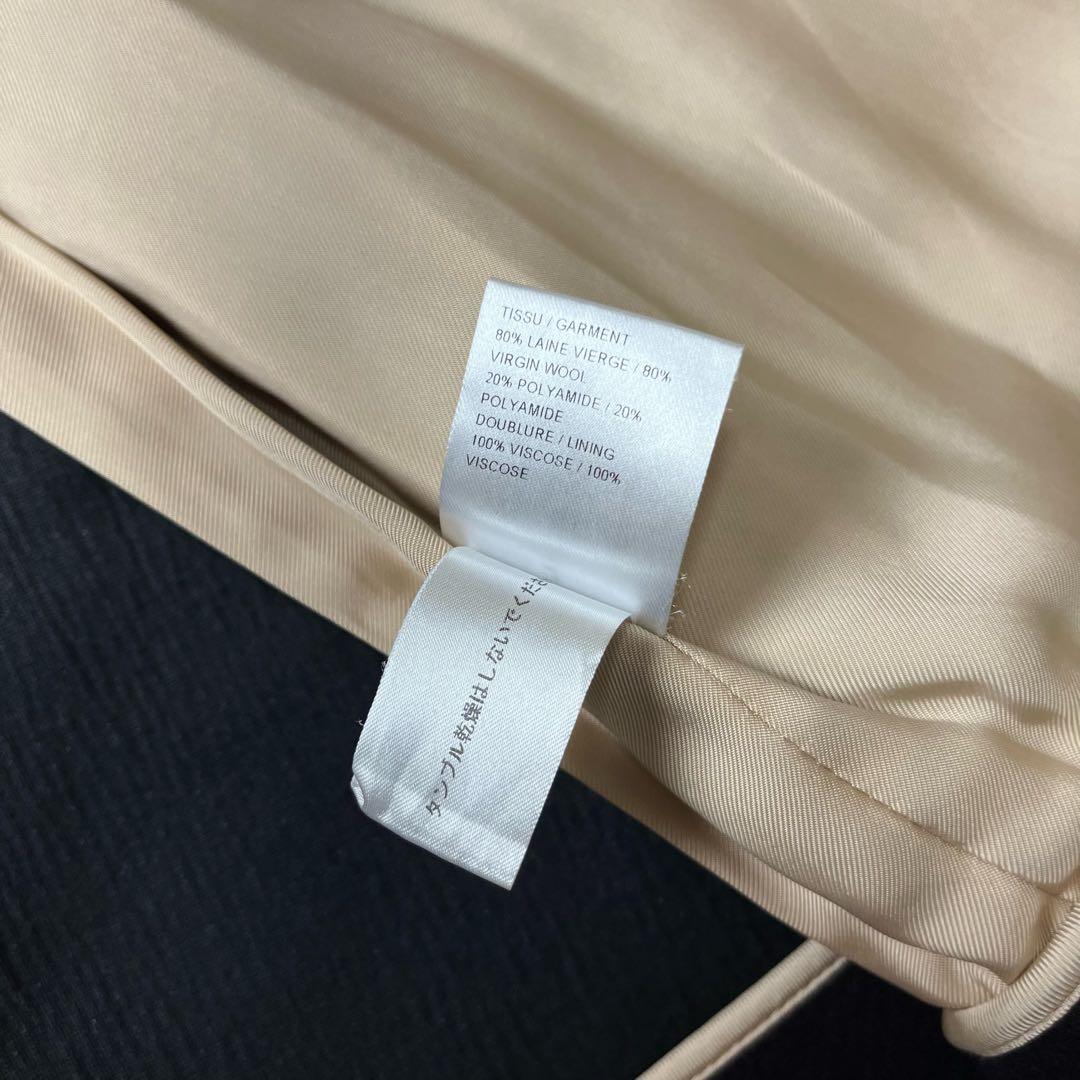 TISSU / GARMENT
80% LAINE VIERGE / 80%
VIRGIN WOOL
20% POLYAMIDE / 20%
POLYAMIDE
DOUBLURE / LINING
100% VISCOSE / 100%
VISCOSE
タンブル乾燥はしないでくださ